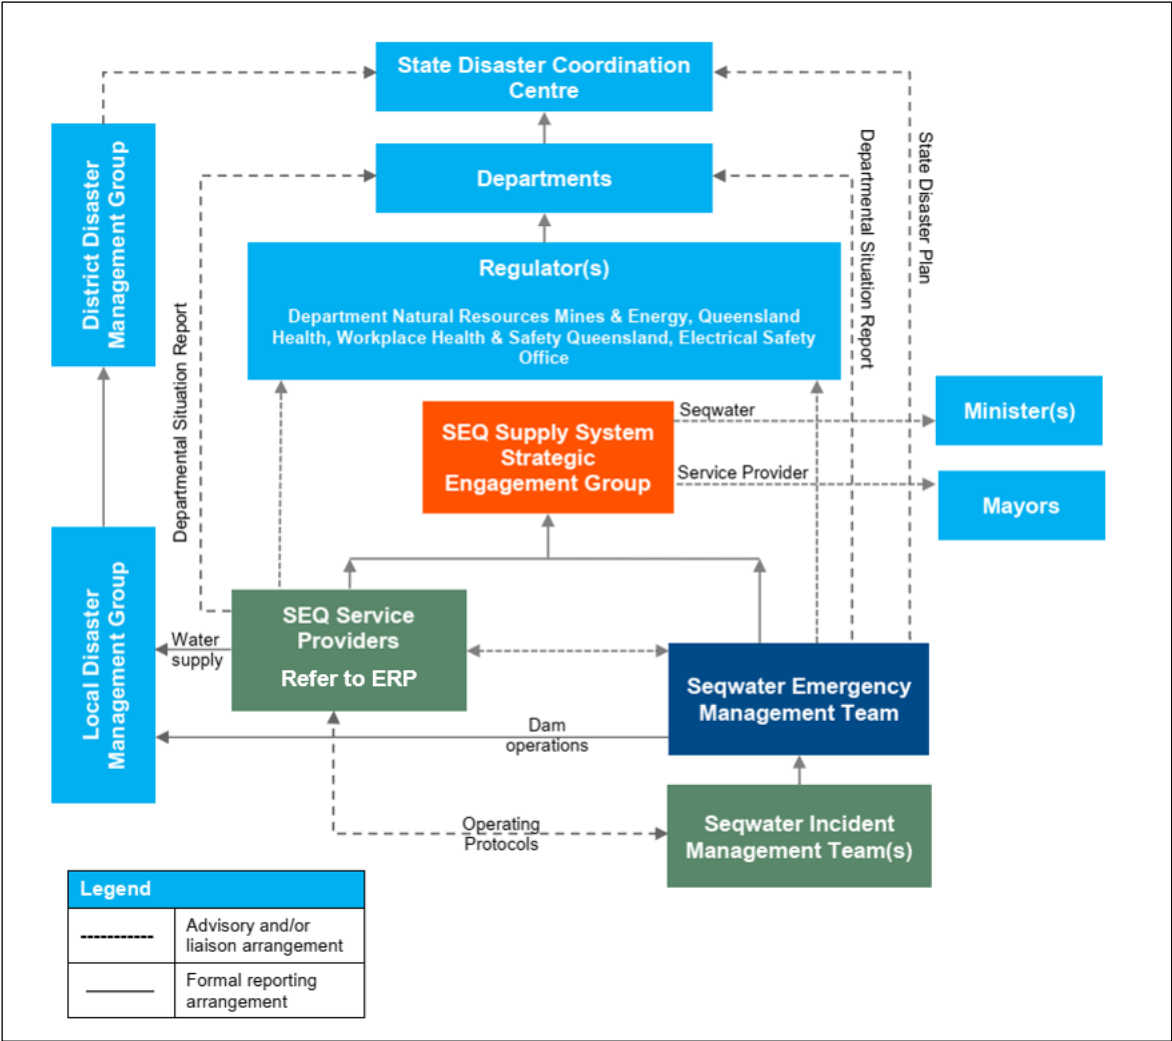 State Disaster Coordination
Centre
Departments
Regulator(s)
Department Natural Resources Mines & Energy, Queensland
Health, Workplace Health & Safety Queensland, Electrical Safety
Office
District Disaster
Management Group
Departmental Situation Report
Departmental Situation Report
State Disaster Plan
SEQ Supply System
Strategic
Engagement Group
Seqwater
Minister(s)
Service Provider
Mayors
Local Disaster
Management Group
Water
supply
SEQ Service
Providers
Refer to ERP
Seqwater Emergency
Management Team
Dam
operations
Operating
Protocols
Seqwater Incident
Management Team(s)
Legend
Advisory and/or
liaison arrangement
Formal reporting
arrangement